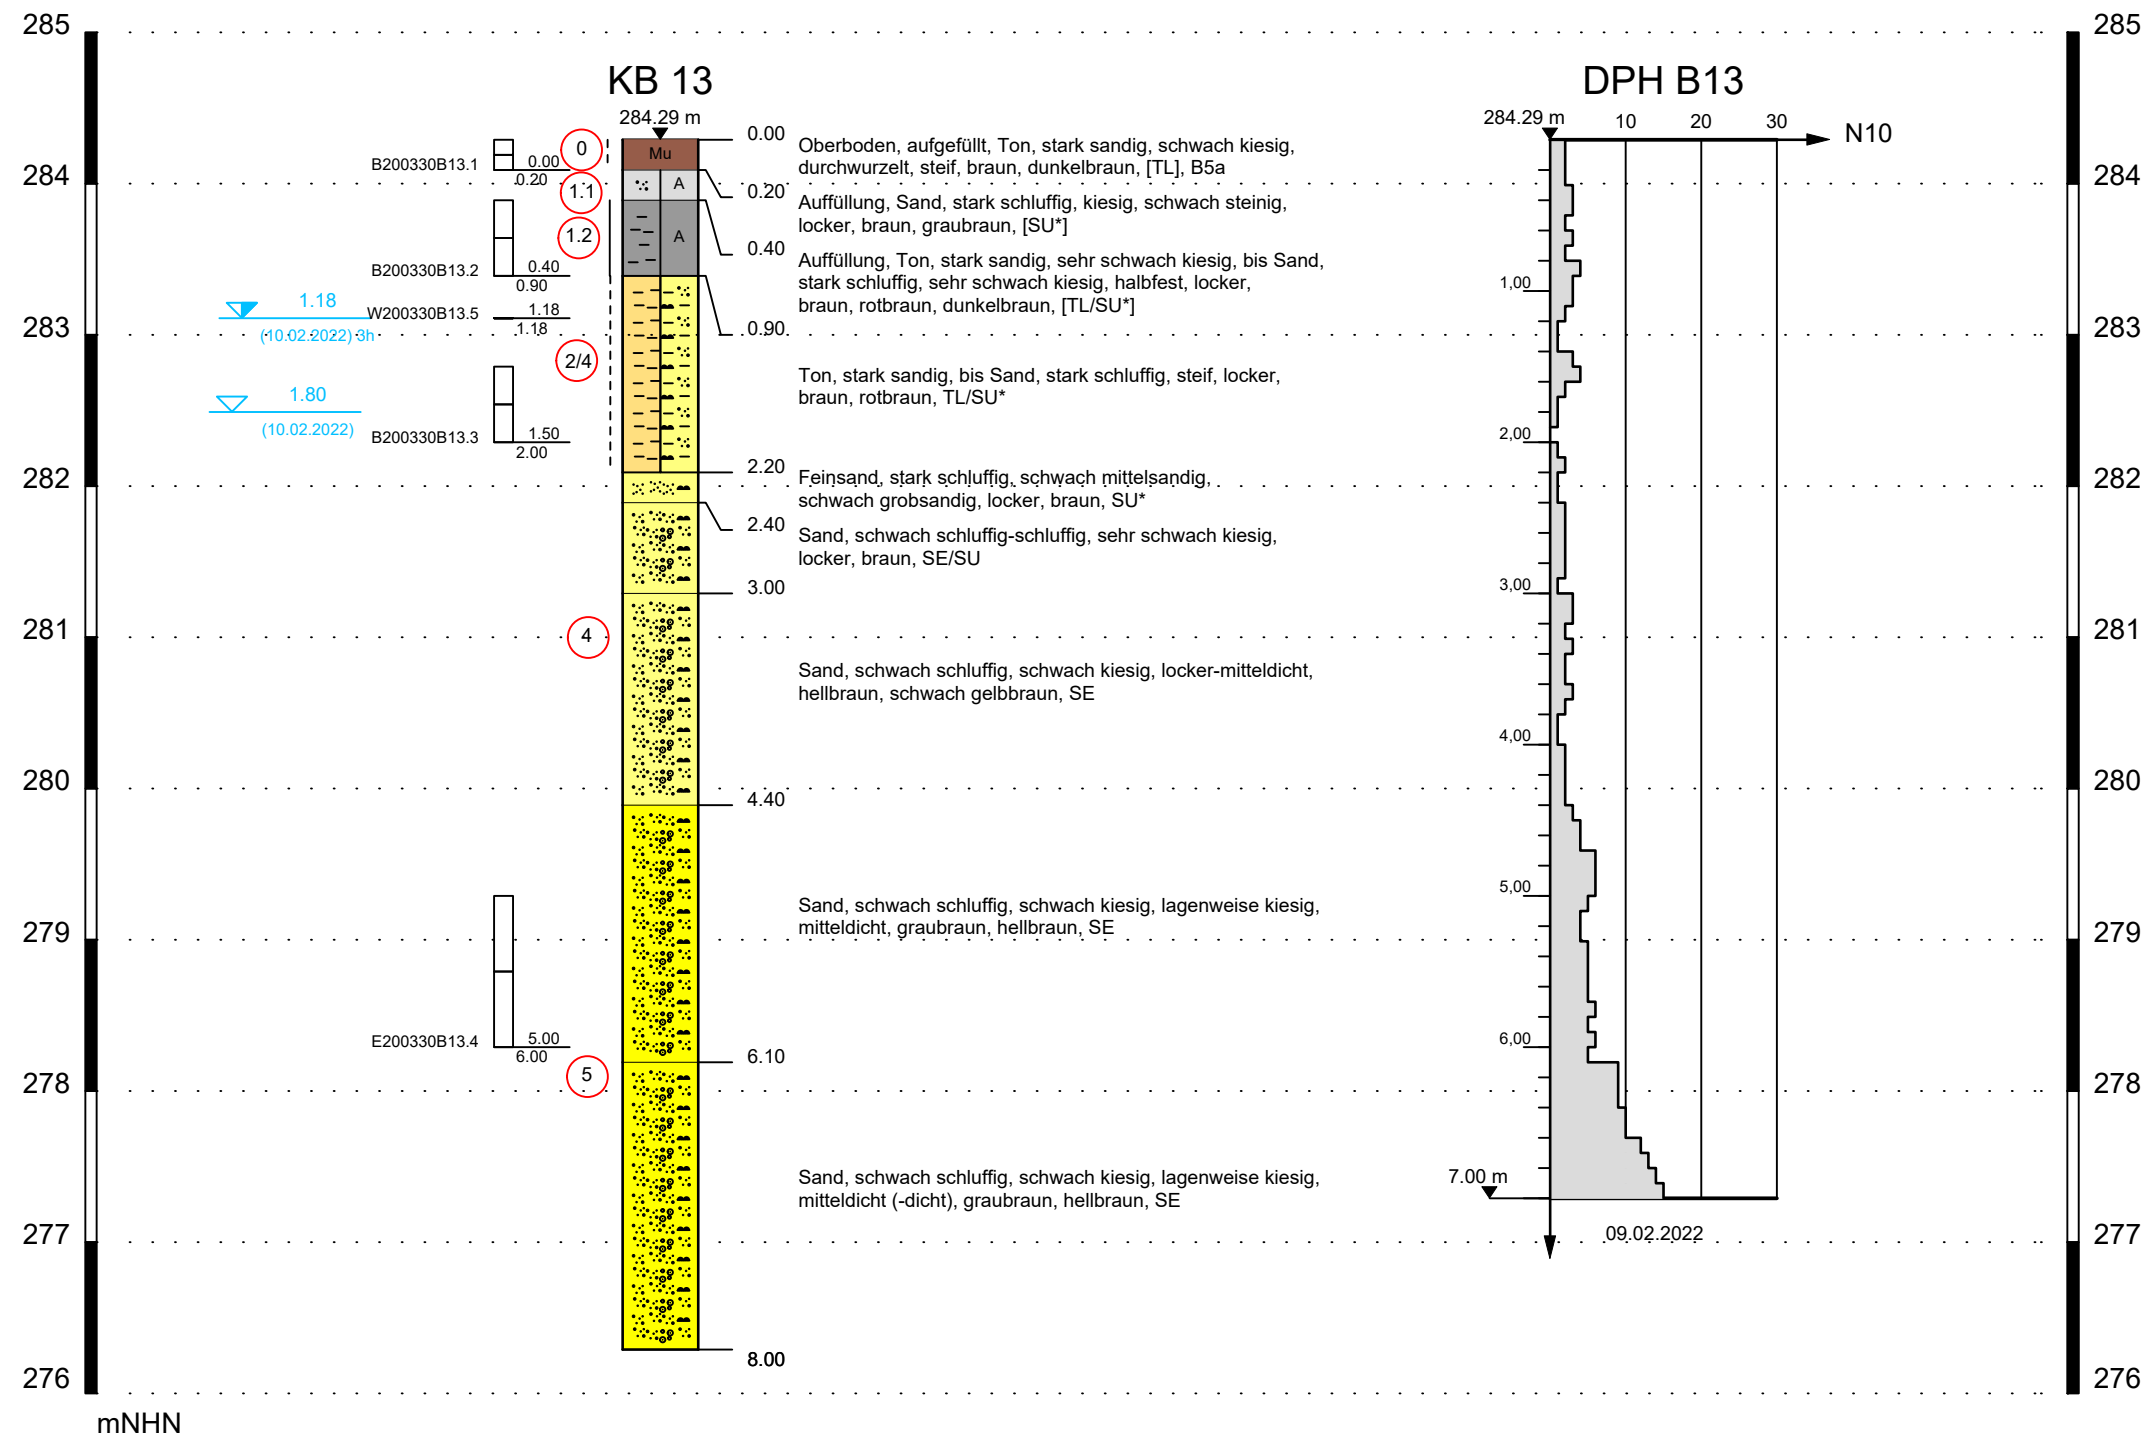 285
285
KB 13
DPH B13
284.29 m
284.29 m
10
20
30
N10
0.00
0
Mu
Oberboden, aufgefüllt, Ton, stark sandig, schwach kiesig,
durchwurzelt, steif, braun, dunkelbraun, [TL], B5a
B200330B13.1
0.00
0.20
284
284
1.1
A
0.20
Auffüllung, Sand, stark schluffig, kiesig, schwach steinig,
locker, braun, graubraun, [SU*]
1.2
A
0.40
Auffüllung, Ton, stark sandig, sehr schwach kiesig, bis Sand,
stark schluffig, sehr schwach kiesig, halbfest, locker,
braun, rotbraun, dunkelbraun, [TL/SU*]
B200330B13.2
0.40
0.90
1,00
1.18
W200330B13.5
1.18
1.18
(10.02.2022) 3h
0.90
283
283
2/4
Ton, stark sandig, bis Sand, stark schluffig, steif, locker,
braun, rotbraun, TL/SU*
1.80
(10.02.2022)
B200330B13.3
1.50
2.00
2,00
2.20
Feinsand, stark schluffig, schwach mittelsandig,
schwach grobsandig, locker, braun, SU*
282
282
2.40
Sand, schwach schluffig-schluffig, sehr schwach kiesig,
locker, braun, SE/SU
3.00
3,00
281
281
4
Sand, schwach schluffig, schwach kiesig, locker-mitteldicht,
hellbraun, schwach gelbbraun, SE
4,00
280
280
4.40
5,00
Sand, schwach schluffig, schwach kiesig, lagenweise kiesig,
mitteldicht, graubraun, hellbraun, SE
279
279
E200330B13.4
5.00
6.00
6,00
6.10
5
278
278
Sand, schwach schluffig, schwach kiesig, lagenweise kiesig,
mitteldicht (-dicht), graubraun, hellbraun, SE
7.00 m
09.02.2022
277
277
8.00
276
276
mNHN